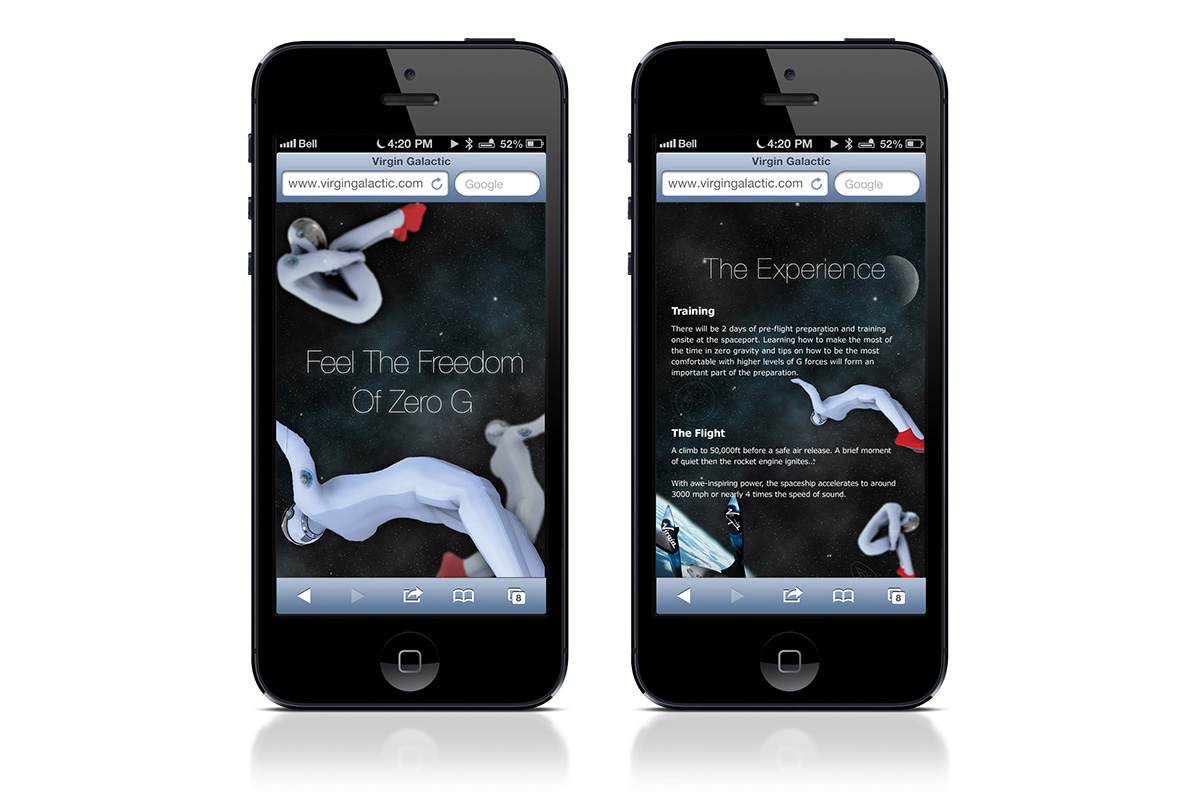 Bell 4:20 PM 52%
Virgin Galactic
www.virgingalactic.com Google
Feel The Freedom
Of Zero G
8
Bell 4:20 PM 52%
Virgin Galactic
www.virgingalactic.com Google
The Experience
Training
There will be 2 days of pre-flight preparation and training
onsite at the spaceport. Learning how to make the most of
the time in zero gravity and tips on how to be the most
comfortable with higher levels of G forces will form an
important part of the preparation.
The Flight
A climb to 50,000ft before a safe air release. A brief moment
of quiet then the rocket engine ignites..
With awe-inspiring power, the spaceship accelerates to around
3000 mph or nearly 4 times the speed of sound.
Virgin
8